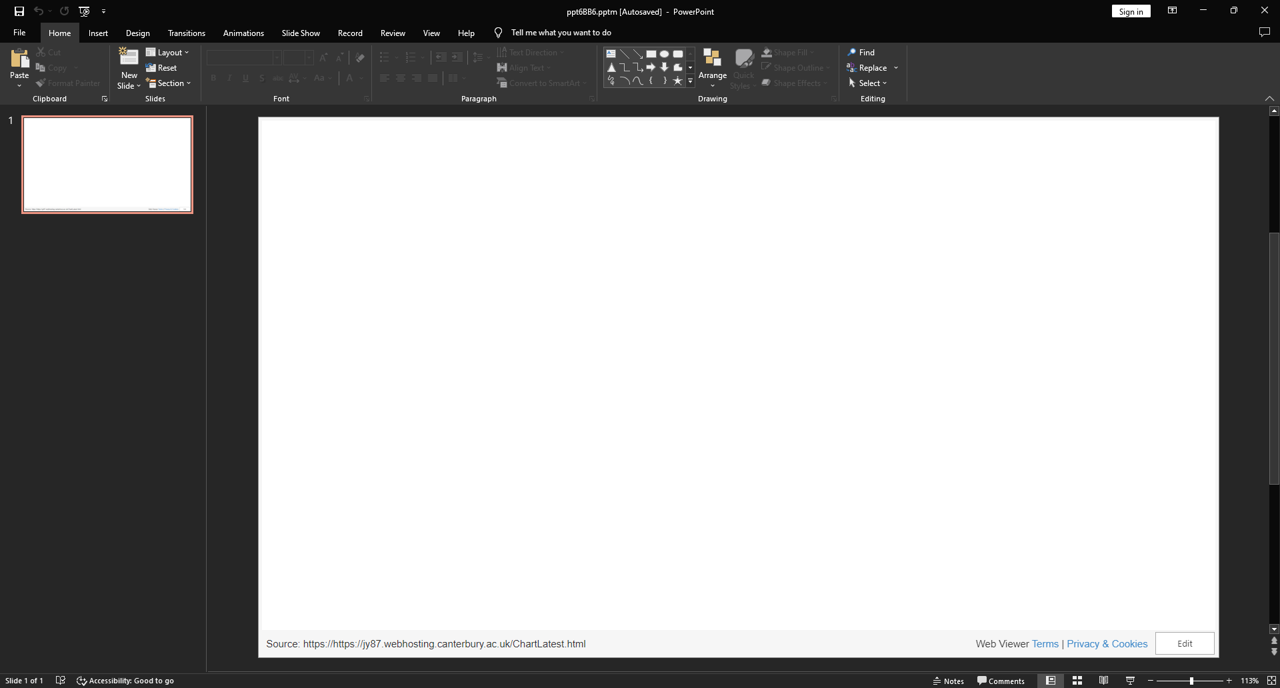 ppt6BB6.pptm [Autosaved] - PowerPoint
Sign in
File Home Insert Design Transitions Animations Slide Show Record Review View Help Tell me what you want to do
Paste
Cut
Copy
Format Painter
Clipboard
New
Slide
Layout
Reset
Section
Slides
Font
Text Direction
Align Text
Convert to SmartArt
Paragraph
Arrange
Quick
Styles
Shape Fill
Shape Outline
Shape Effects
Drawing
Find
Replace
Select
Editing
1
Source: https://https://jy87.webhosting.canterbury.ac.uk/ChartLatest.html
Web Viewer Terms | Privacy & Cookies
Edit
Slide 1 of 1
Accessibility: Good to go
Notes
Comments
113%